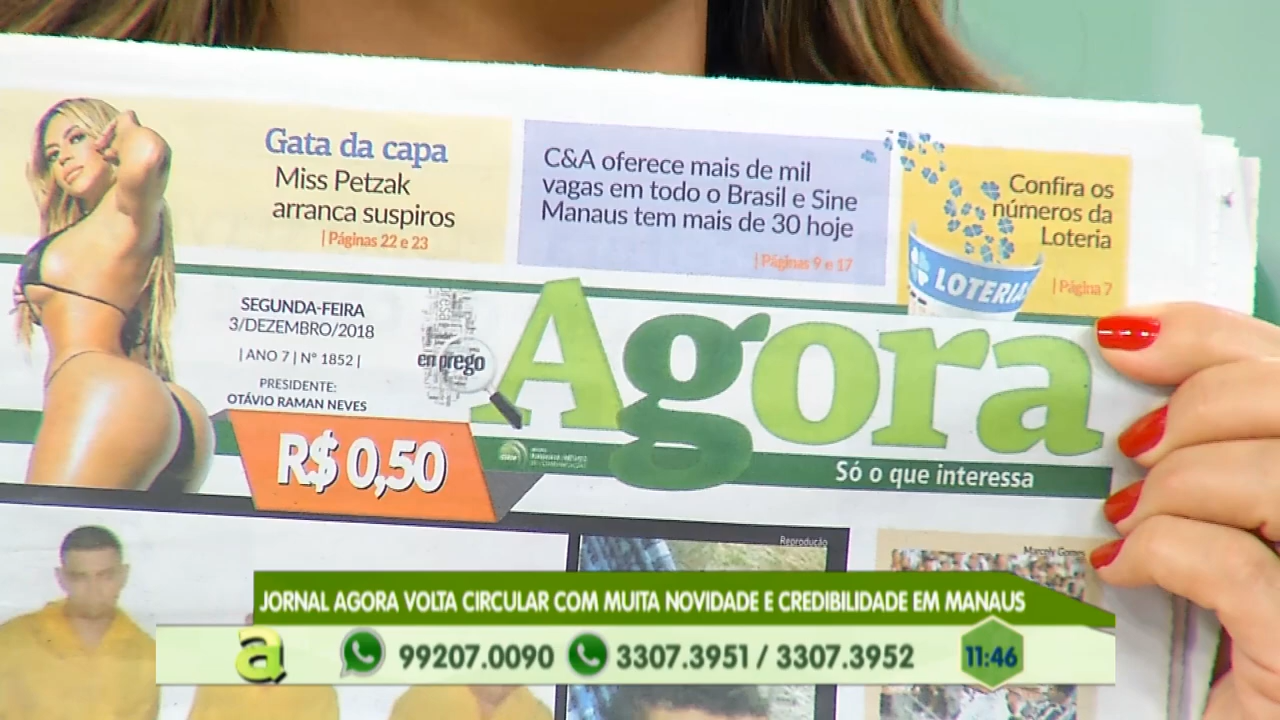 Gata da capa
Miss Petzak
arranca suspiros
| Páginas 22 e 23
C&A oferece mais de mil
vagas em todo o Brasil e Sine
Manaus tem mais de 30 hoje
| Páginas 9 e 17
Confira os
números da
Loteria
| Página 7
LOTERIA
SEGUNDA-FEIRA
3/DEZEMBRO/2018
| ANO 7 | Nº 1852 |
PRESIDENTE:
OTÁVIO RAMAN NEVES
emprego
Agora
R$ 0,50
Só o que interessa
Reprodução
Marcely Gomes
JORNAL AGORA VOLTA CIRCULAR COM MUITA NOVIDADE E CREDIBILIDADE EM MANAUS
a 99207.0090 3307.3951 / 3307.3952 11:46